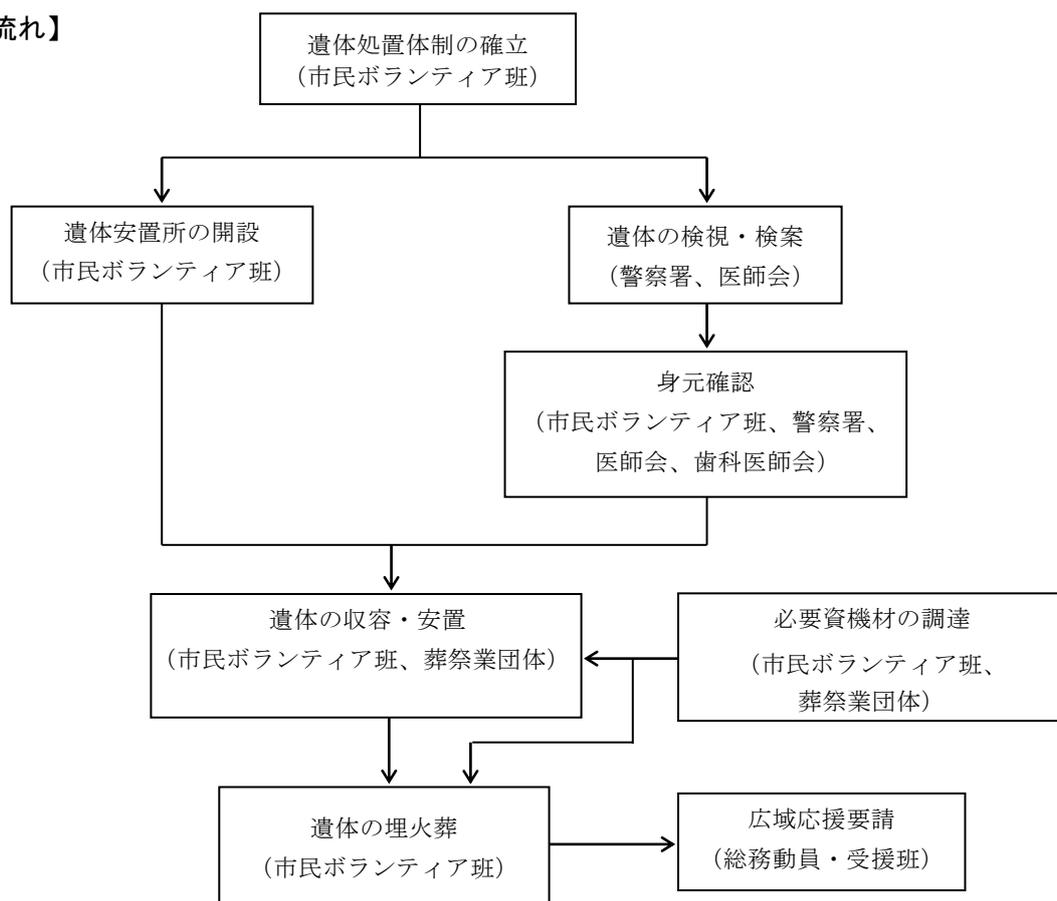 流れ】
遺体処置体制の確立
（市民ボランティア班）
遺体安置所の開設
（市民ボランティア班）
遺体の検視・検案
（警察署、医師会）
身元確認
（市民ボランティア班、警察署、
医師会、歯科医師会）
遺体の収容・安置
（市民ボランティア班、葬祭業団体）
必要資機材の調達
（市民ボランティア班、
葬祭業団体）
遺体の埋火葬
（市民ボランティア班）
広域応援要請
（総務動員・受援班）